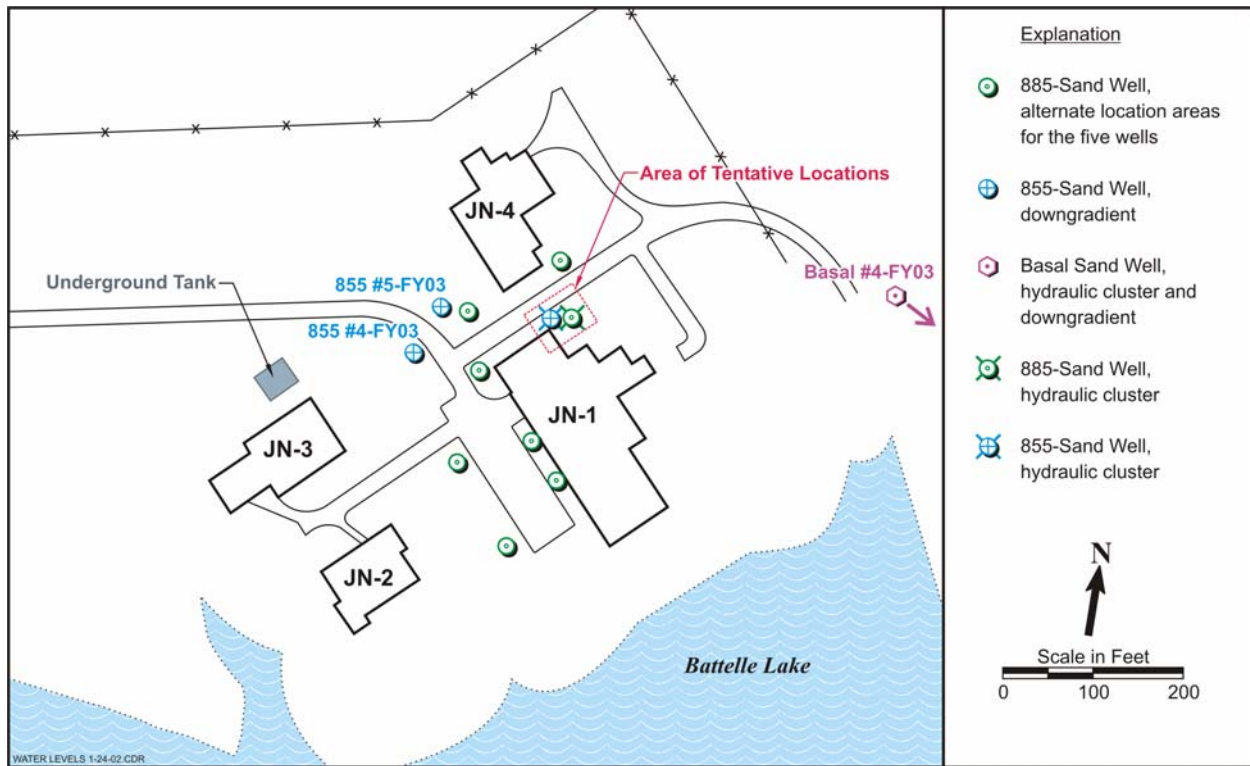 Explanation
885-Sand Well,
alternate location areas
for the five wells
855-Sand Well,
downgradient
Basal Sand Well,
hydraulic cluster and
downgradient
885-Sand Well,
hydraulic cluster
855-Sand Well,
hydraulic cluster
N
Scale in Feet
0 100 200
Area of Tentative Locations
JN-4
Underground Tank
855 #5-FY03
Basal #4-FY03
855 #4-FY03
JN-1
JN-3
JN-2
Battelle Lake
WATER LEVELS 1-24-02.CDR